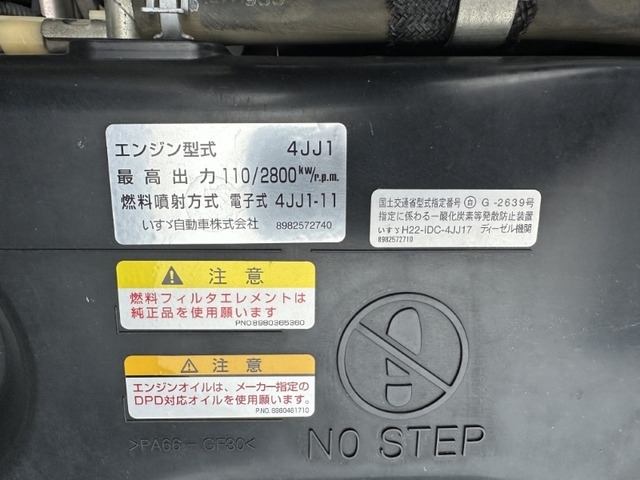 エンジン型式 4JJ1
最高出力 110/2800kW/r.p.m.
燃料噴射方式 電子式 4JJ1-11
いすゞ自動車株式会社 8982572740
国土交通省型式指定番号 自 G -2639号
指定に係わる一酸化炭素等発散防止装置
いすゞH22-IDC-4JJ17 ディーゼル機関
8982572710
注意
燃料フィルタエレメントは
純正品を使用願います
PNO8980365360
注意
エンジンオイルは、メーカー指定の
DPD対応オイルを使用願います
P.NO.8980461710
>PA66-GF30<
NO STEP